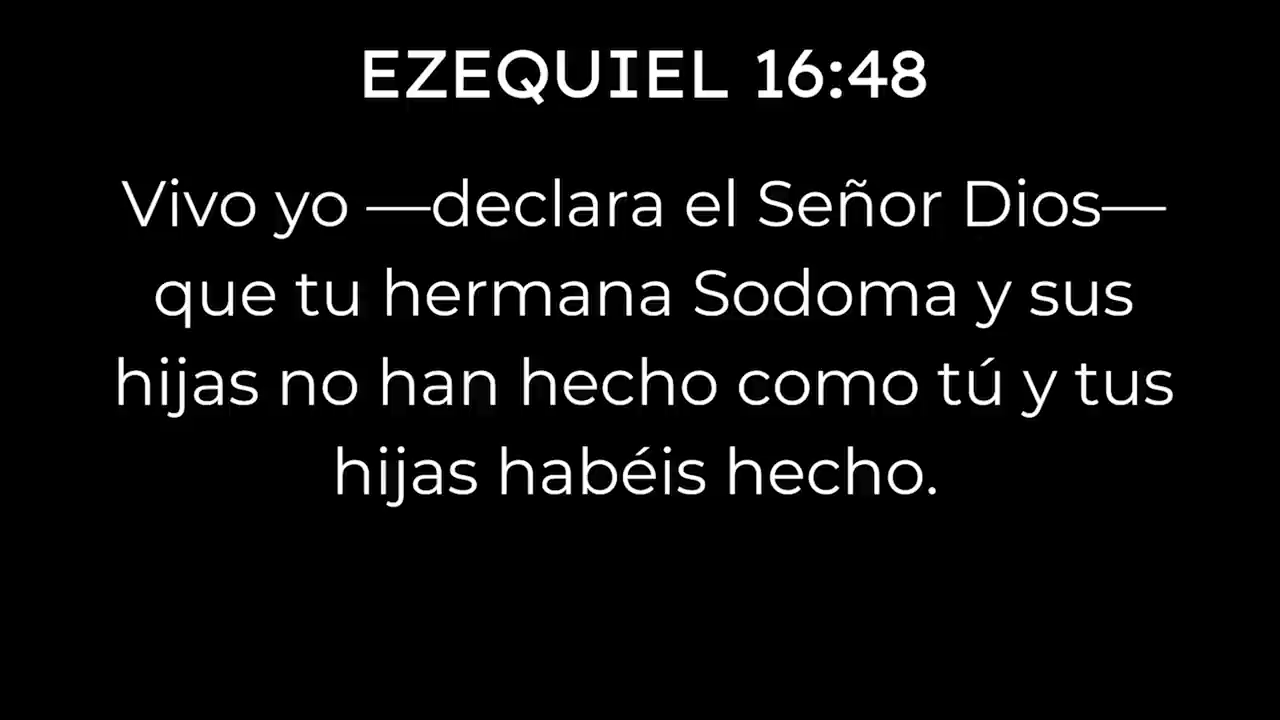 EZEQUIEL 16:48
Vivo yo —declara el Señor Dios—
que tu hermana Sodoma y sus
hijas no han hecho como tú y tus
hijas habéis hecho.